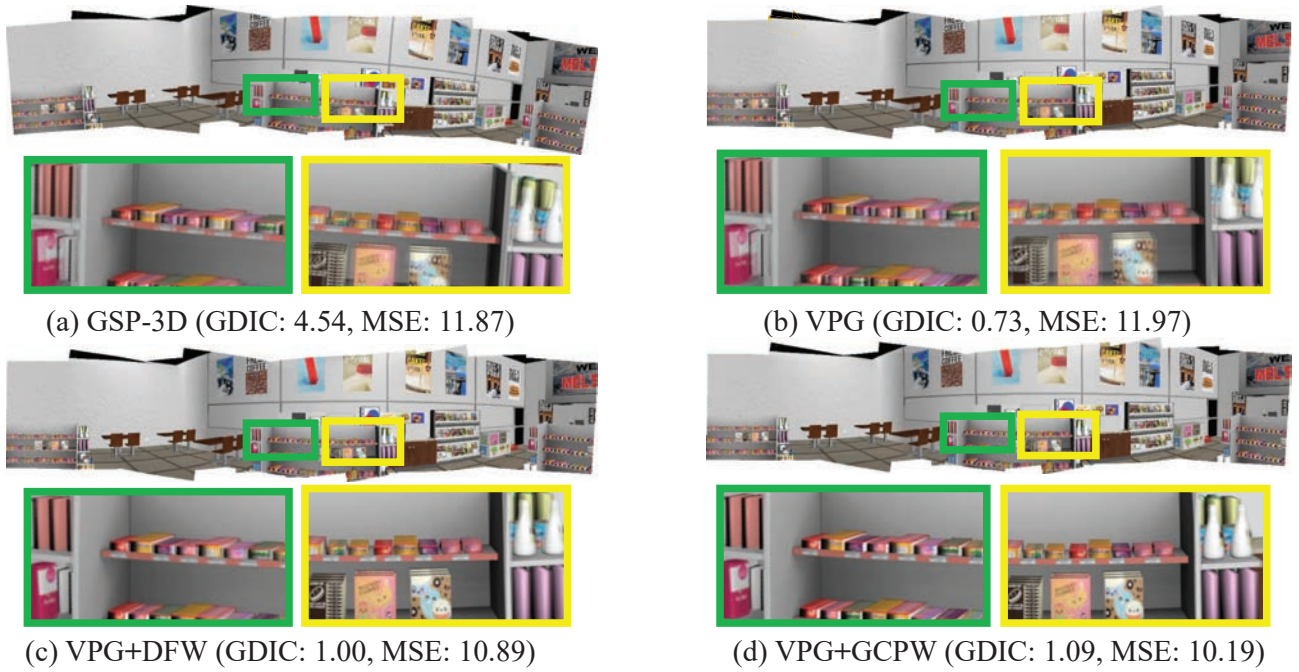 (a) GSP-3D (GDIC: 4.54, MSE: 11.87)
(b) VPG (GDIC: 0.73, MSE: 11.97)
(c) VPG+DFW (GDIC: 1.00, MSE: 10.89)
(d) VPG+GCPW (GDIC: 1.09, MSE: 10.19)